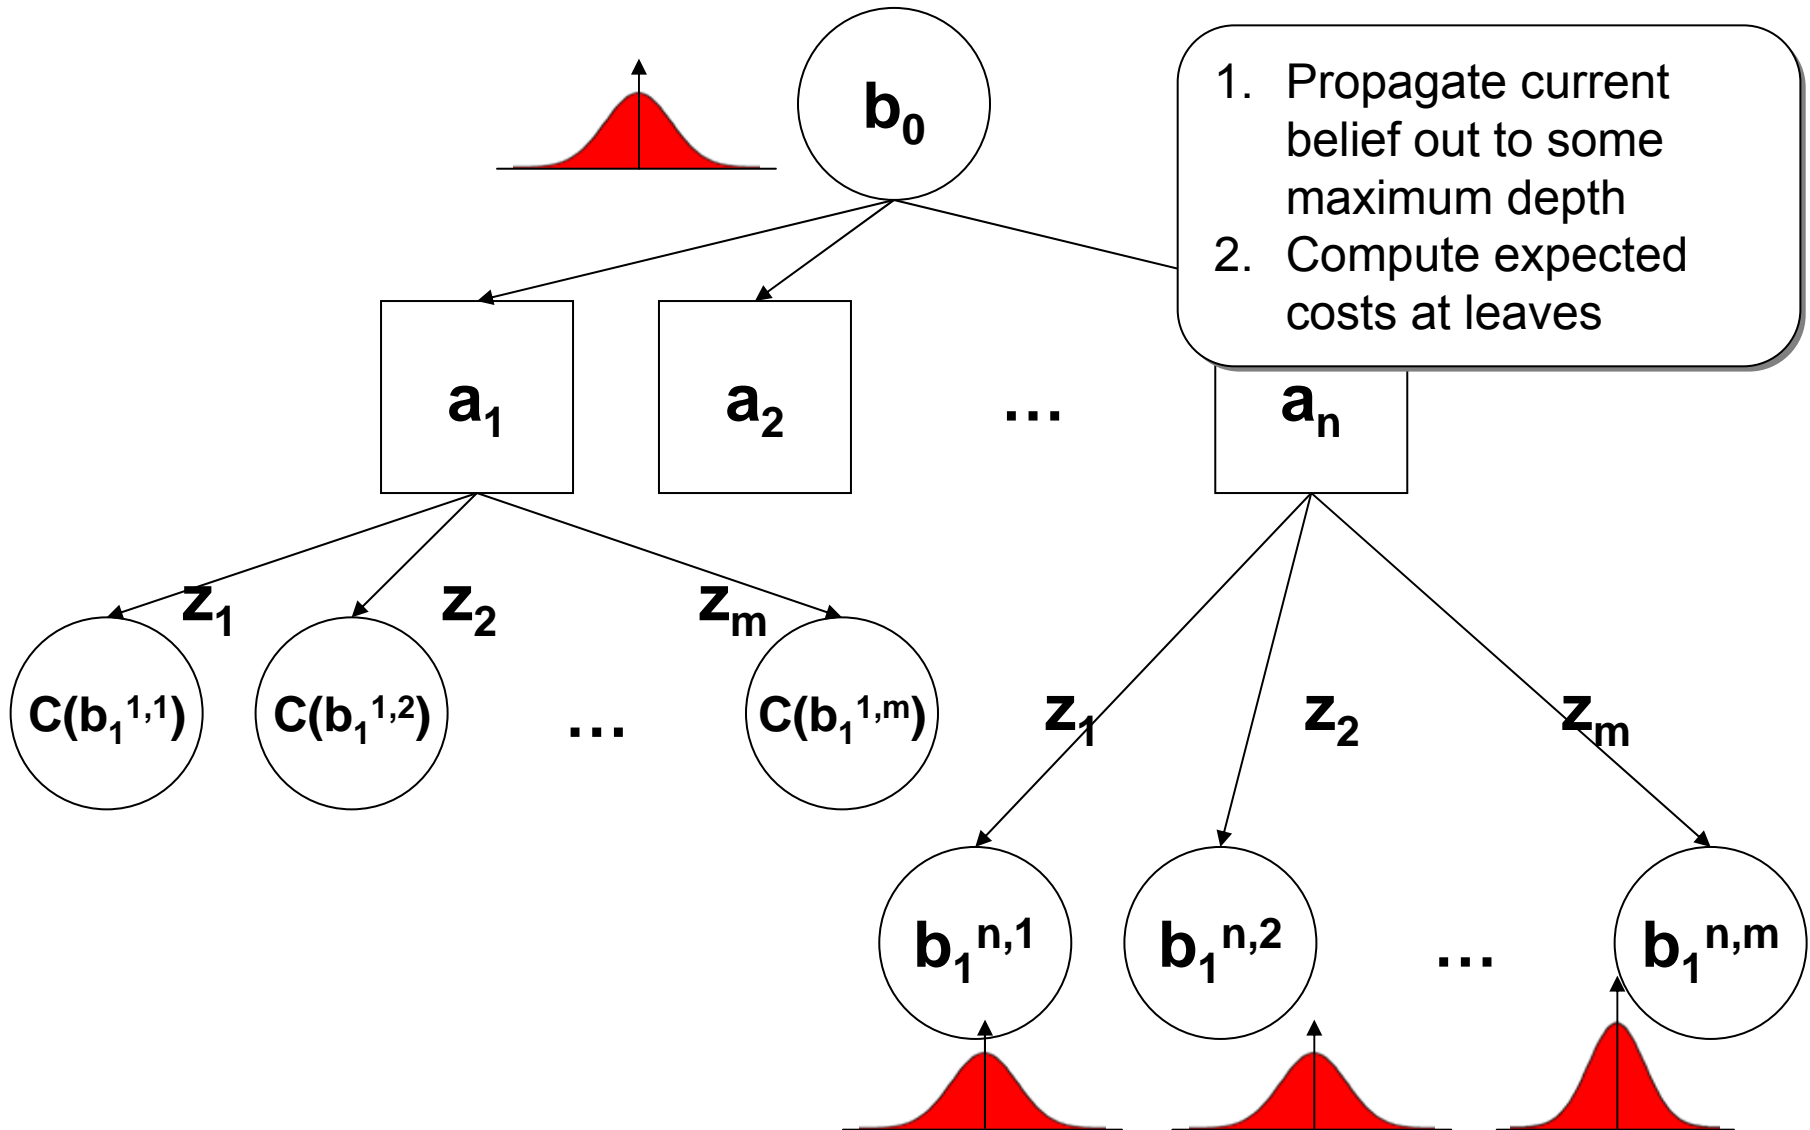 b₀
1. Propagate current
belief out to some
maximum depth
2. Compute expected
costs at leaves
a₁ a₂ … aₙ
z₁ z₂ zₘ
C(b₁¹,¹) C(b₁¹,²) … C(b₁¹,ᵐ)
z₁ z₂ zₘ
b₁ⁿ,¹ b₁ⁿ,² … b₁ⁿ,ᵐ